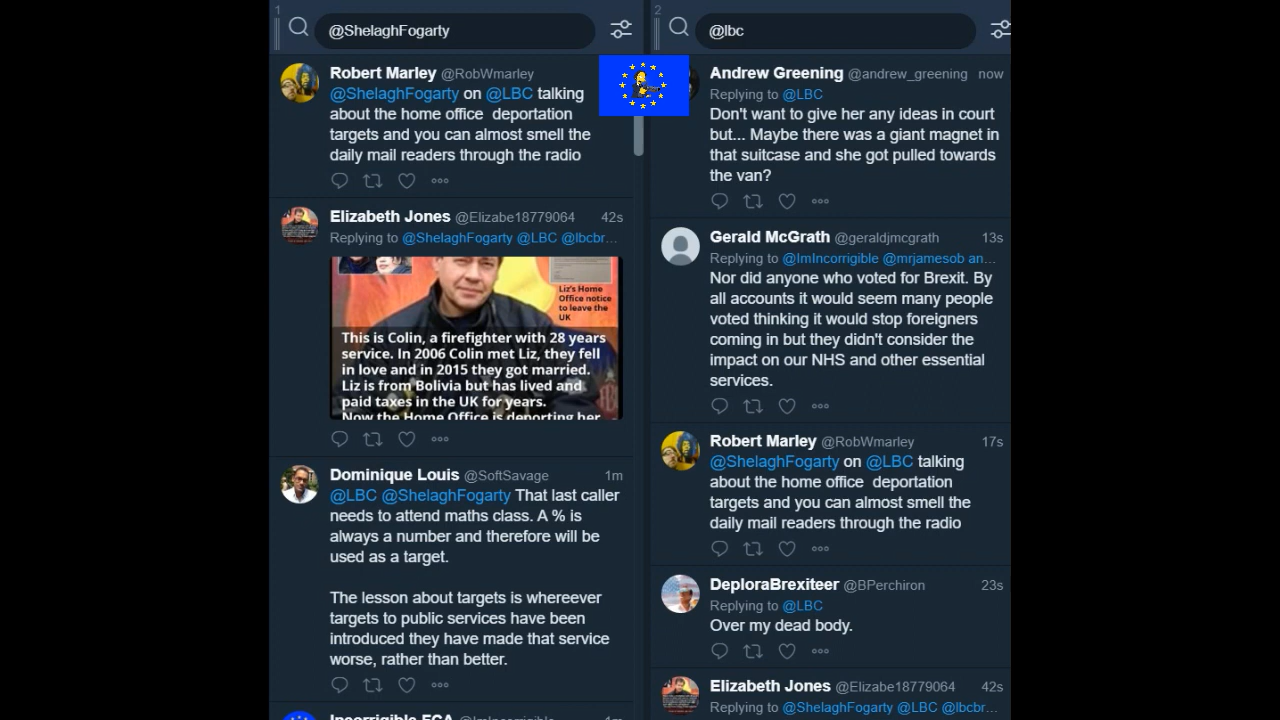 1
@ShelaghFogarty
Robert Marley @RobWmarley
@ShelaghFogarty on @LBC talking
about the home office  deportation
targets and you can almost smell the
daily mail readers through the radio
Elizabeth Jones @Elizabe18779064 42s
Replying to @ShelaghFogarty @LBC @lbcbr...
Liz's Home
Office notice
to leave the
UK
This is Colin, a firefighter with 28 years
service. In 2006 Colin met Liz, they fell
in love and in 2015 they got married.
Liz is from Bolivia but has lived and
paid taxes in the UK for years.
Now the Home Office is deporting her
Dominique Louis @SoftSavage 1m
@LBC @ShelaghFogarty That last caller
needs to attend maths class. A % is
always a number and therefore will be
used as a target.
The lesson about targets is whereever
targets to public services have been
introduced they have made that service
worse, rather than better.
Incorrigible FCA @ImIncorrigible 1m
2
@lbc
Andrew Greening @andrew_greening now
Replying to @LBC
Don't want to give her any ideas in court
but... Maybe there was a giant magnet in
that suitcase and she got pulled towards
the van?
Gerald McGrath @geraldjmcgrath 13s
Replying to @ImIncorrigible @mrjamesob an...
Nor did anyone who voted for Brexit. By
all accounts it would seem many people
voted thinking it would stop foreigners
coming in but they didn't consider the
impact on our NHS and other essential
services.
Robert Marley @RobWmarley 17s
@ShelaghFogarty on @LBC talking
about the home office  deportation
targets and you can almost smell the
daily mail readers through the radio
DeploraBrexiteer @BPerchiron 23s
Replying to @LBC
Over my dead body.
Elizabeth Jones @Elizabe18779064 42s
Replying to @ShelaghFogarty @LBC @lbcbr...